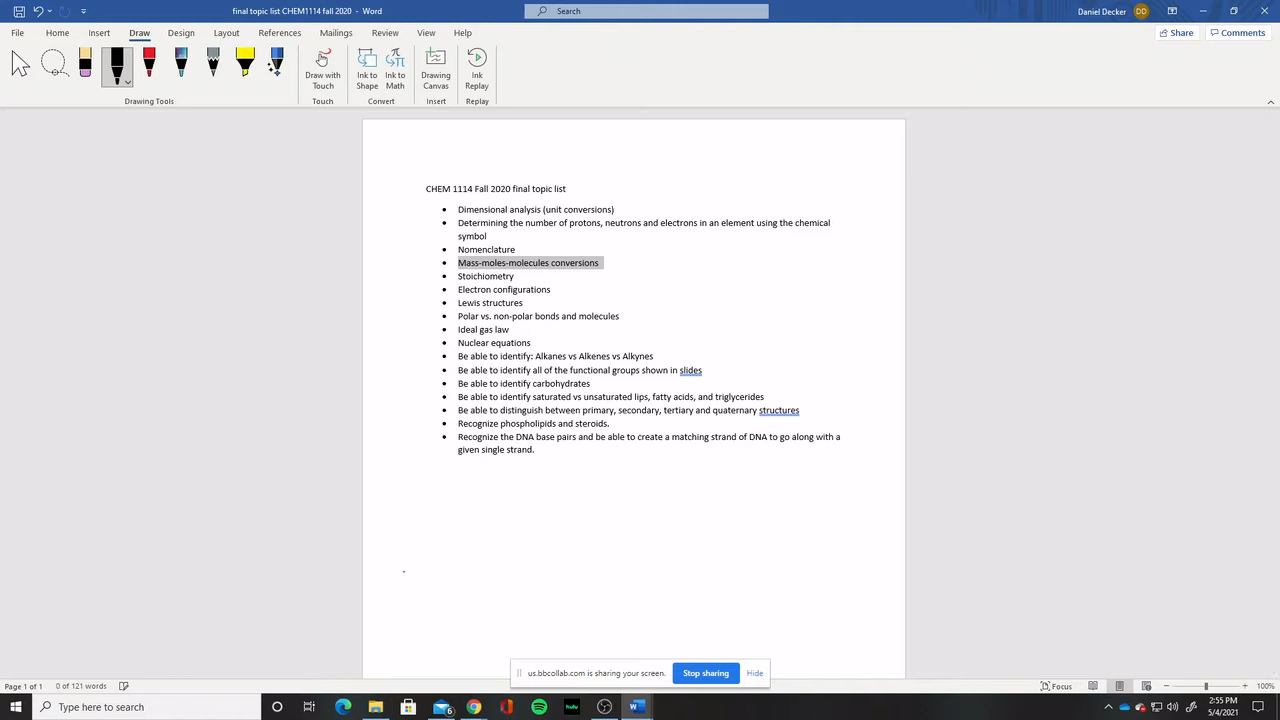 final topic list CHEM1114 fall 2020 - Word
Search
Daniel Decker
DD
File
Home
Insert
Draw
Design
Layout
References
Mailings
Review
View
Help
Share
Comments
Draw with
Touch
Ink to
Shape
Ink to
Math
Drawing
Canvas
Ink
Replay
Drawing Tools
Touch
Convert
Insert
Replay
CHEM 1114 Fall 2020 final topic list
• Dimensional analysis (unit conversions)
• Determining the number of protons, neutrons and electrons in an element using the chemical
symbol
• Nomenclature
• Mass-moles-molecules conversions
• Stoichiometry
• Electron configurations
• Lewis structures
• Polar vs. non-polar bonds and molecules
• Ideal gas law
• Nuclear equations
• Be able to identify: Alkanes vs Alkenes vs Alkynes
• Be able to identify all of the functional groups shown in slides
• Be able to identify carbohydrates
• Be able to identify saturated vs unsaturated lips, fatty acids, and triglycerides
• Be able to distinguish between primary, secondary, tertiary and quaternary structures
• Recognize phospholipids and steroids.
• Recognize the DNA base pairs and be able to create a matching strand of DNA to go along with a
given single strand.
us.bbcollab.com is sharing your screen.
Stop sharing
Hide
Page 1 of 1
0 of 121 words
Focus
100%
Type here to search
6
hulu
2:55 PM
5/4/2021